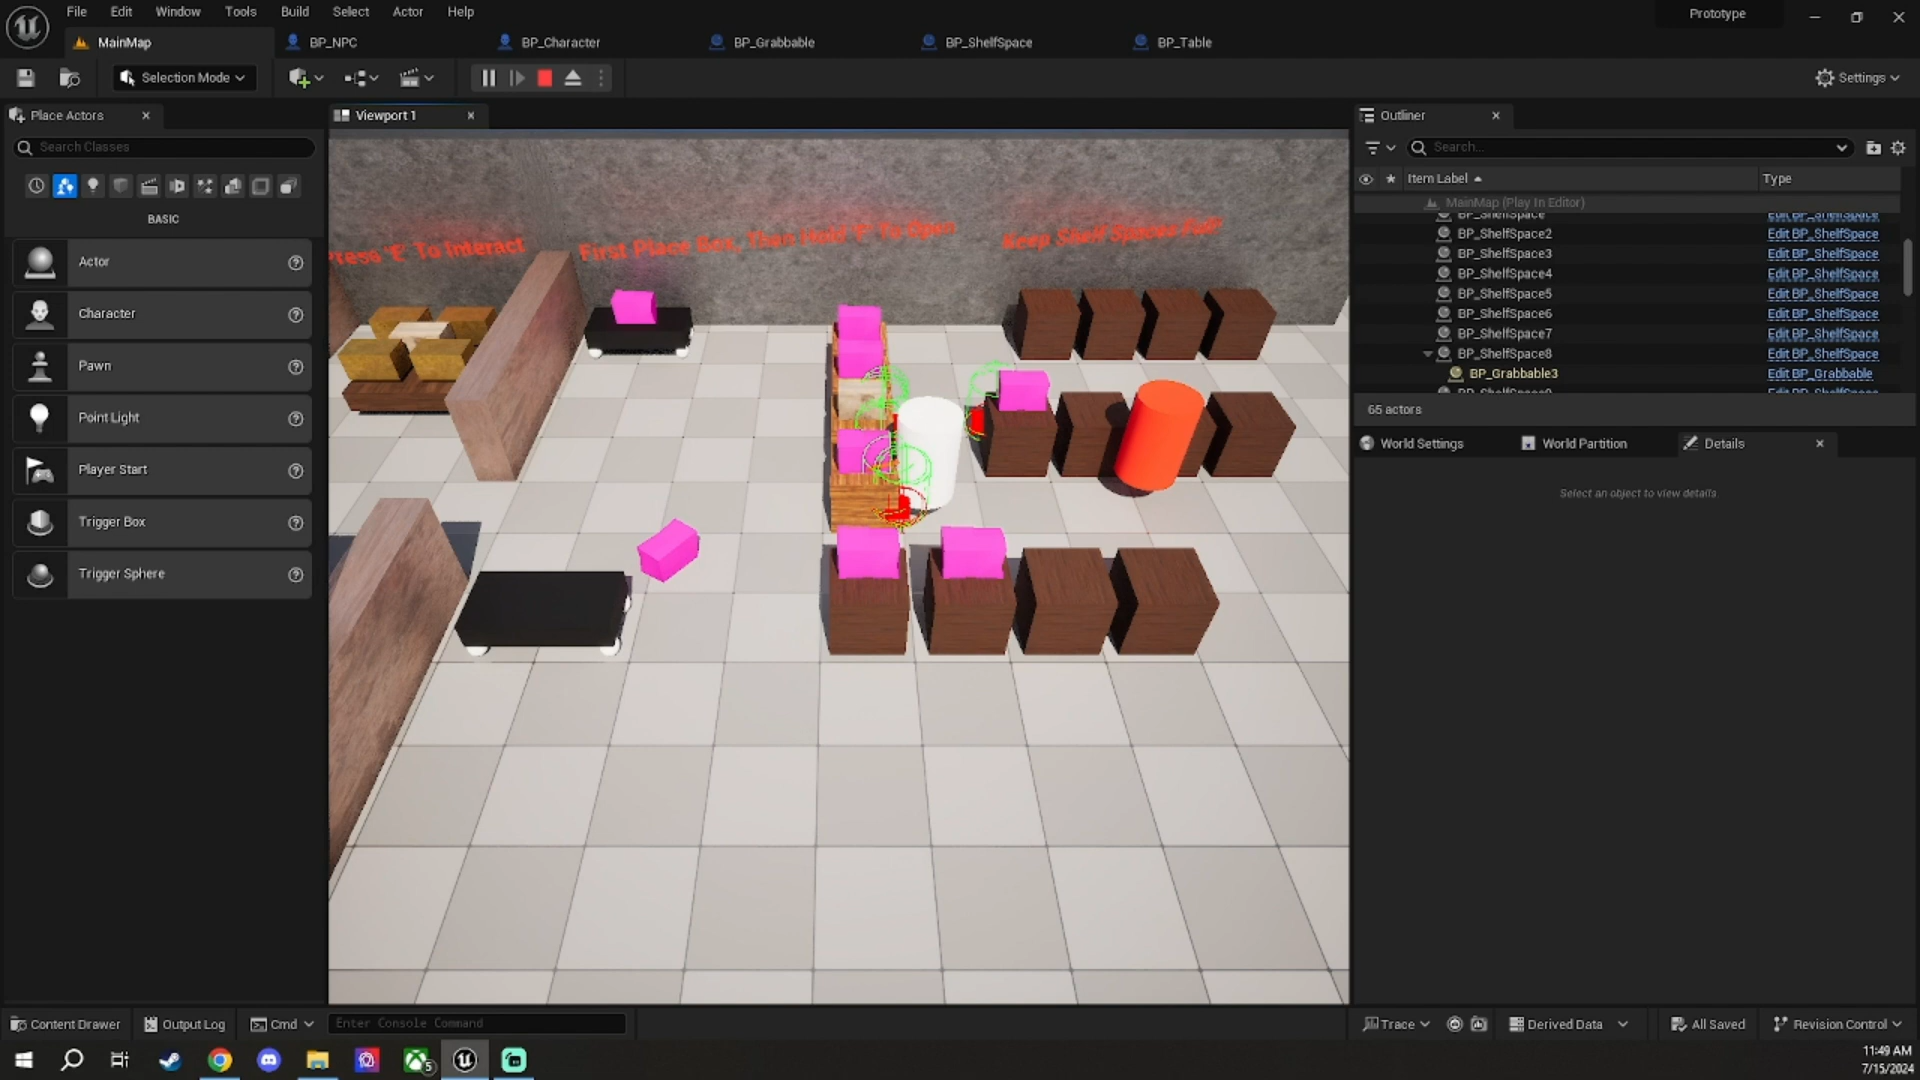 File Edit Window Tools Build Select Actor Help
Prototype
MainMap BP_NPC BP_Character BP_Grabbable BP_ShelfSpace BP_Table
Selection Mode
Settings
Place Actors
Viewport 1
Outliner
Search Classes
Search...
Item Label Type
BASIC
MainMap (Play In Editor)
BP_ShelfSpace Edit BP_ShelfSpace
BP_ShelfSpace2 Edit BP_ShelfSpace
BP_ShelfSpace3 Edit BP_ShelfSpace
BP_ShelfSpace4 Edit BP_ShelfSpace
BP_ShelfSpace5 Edit BP_ShelfSpace
BP_ShelfSpace6 Edit BP_ShelfSpace
BP_ShelfSpace7 Edit BP_ShelfSpace
BP_ShelfSpace8 Edit BP_ShelfSpace
BP_Grabbable3 Edit BP_Grabbable
65 actors
Actor
Character
Pawn
Point Light
Player Start
Trigger Box
Trigger Sphere
Press 'E' To Interact
First Place Box, Then Hold 'F' To Open
Keep Shelf Spaces Full
World Settings World Partition Details
Select an object to view details
Content Drawer Output Log Cmd Enter Console Command
Trace Derived Data All Saved Revision Control
5
11:49 AM
7/15/2024